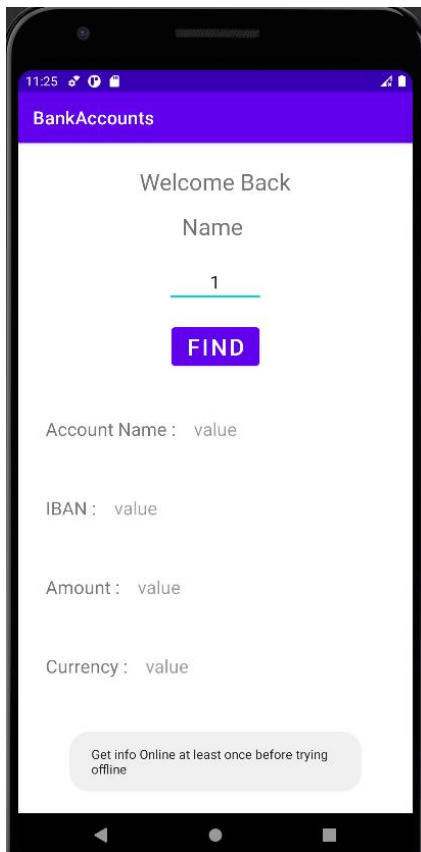 11:25
BankAccounts
Welcome Back
Name
1
FIND
Account Name : value
IBAN : value
Amount : value
Currency : value
Get info Online at least once before trying
offline